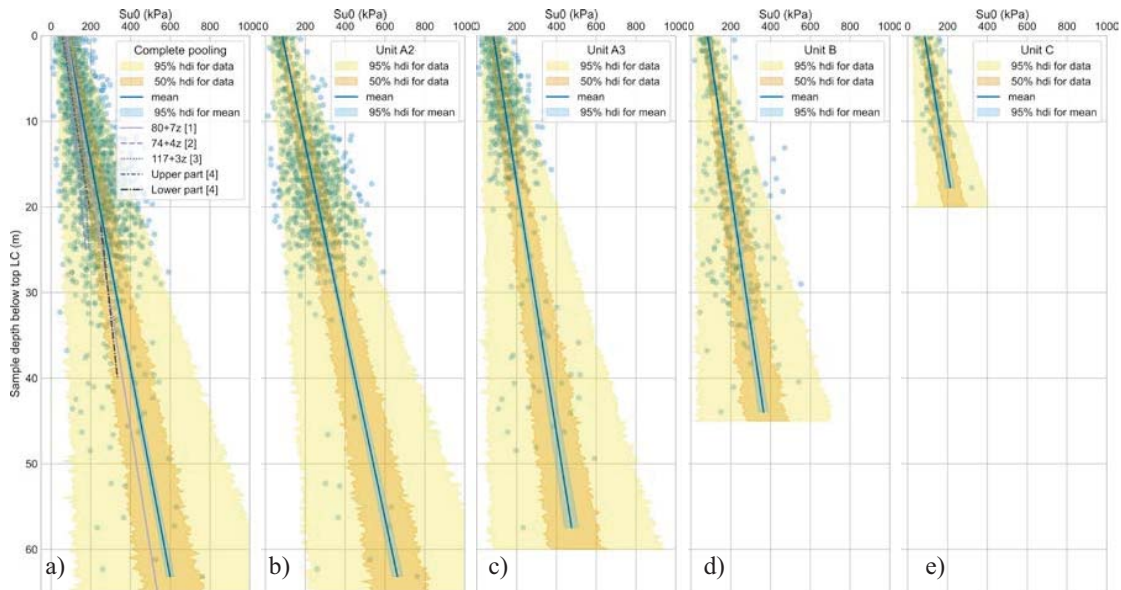 Su0 (kPa)
0 200 400 600 800 1000
Su0 (kPa)
0 200 400 600 800 1000
Su0 (kPa)
0 200 400 600 800 1000
Su0 (kPa)
0 200 400 600 800 1000
Su0 (kPa)
0 200 400 600 800 1000
Sample depth below top LC (m)
0
10
20
30
40
50
60
Complete pooling
95% hdi for data
50% hdi for data
mean
95% hdi for mean
80+7z [1]
74+4z [2]
117+3z [3]
Upper part [4]
Lower part [4]
a)
Unit A2
95% hdi for data
50% hdi for data
mean
95% hdi for mean
b)
Unit A3
95% hdi for data
50% hdi for data
mean
95% hdi for mean
c)
Unit B
95% hdi for data
50% hdi for data
mean
95% hdi for mean
d)
Unit C
95% hdi for data
50% hdi for data
mean
95% hdi for mean
e)